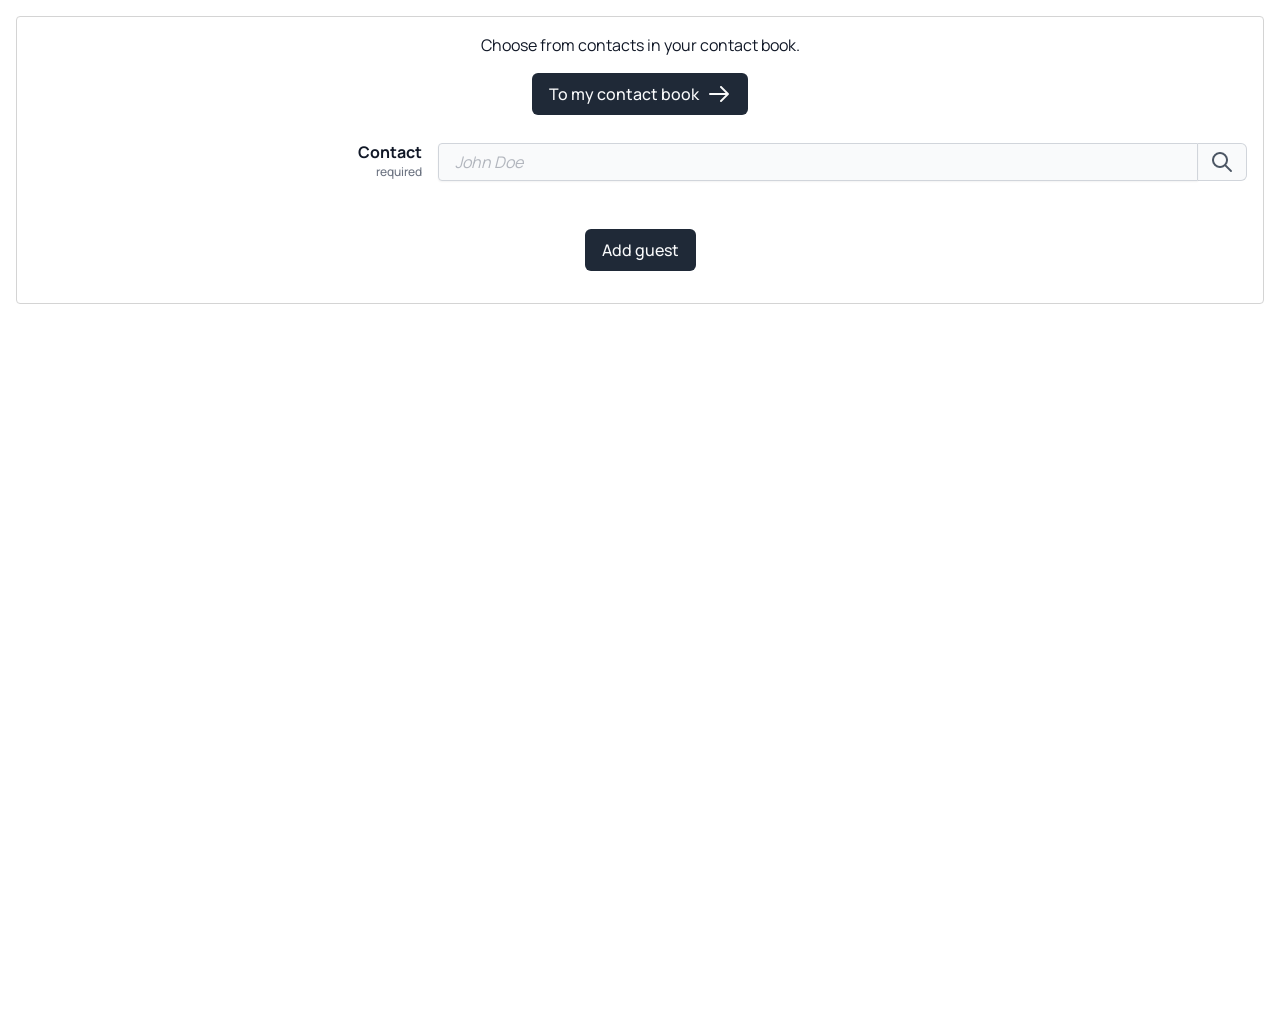 Choose from contacts in your contact book.
To my contact book
Contact
required
John Doe
Add guest